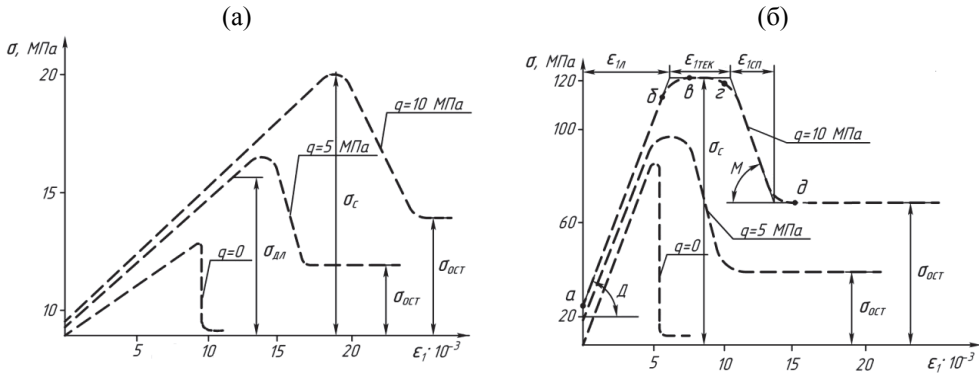 (а)
σ, МПа
20
15
10
q=10 МПа
q=5 МПа
q=0
σдл
σс
σост
σост
5
10
15
20
ε₁·10⁻³
(б)
σ, МПа
120
100
60
20
ε₁л
ε₁тек
ε₁сп
а
б
в
г
д
Д
М
σс
q=10 МПа
q=5 МПа
q=0
σост
σост
0
5
10
15
20
ε₁·10⁻³